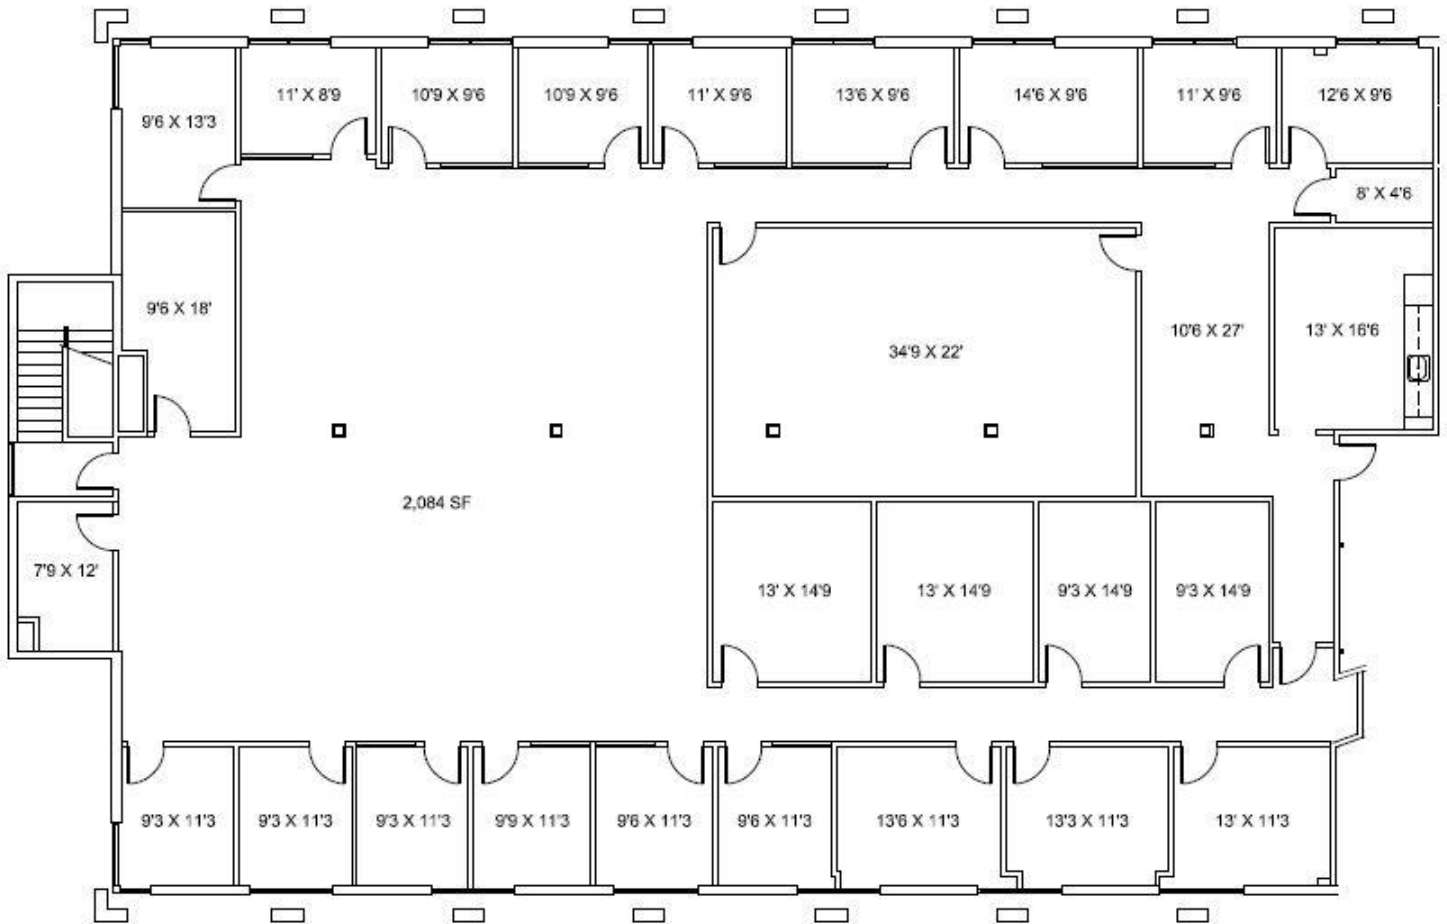 11' X 8'9
10'9 X 9'6
10'9 X 9'6
11' X 9'6
13'6 X 9'6
14'6 X 9'6
11' X 9'6
12'6 X 9'6
9'6 X 13'3
8' X 4'6
9'6 X 18'
34'9 X 22'
10'6 X 27'
13' X 16'6
2,084 SF
7'9 X 12'
13' X 14'9
13' X 14'9
9'3 X 14'9
9'3 X 14'9
9'3 X 11'3
9'3 X 11'3
9'3 X 11'3
9'9 X 11'3
9'6 X 11'3
9'6 X 11'3
13'6 X 11'3
13'3 X 11'3
13' X 11'3